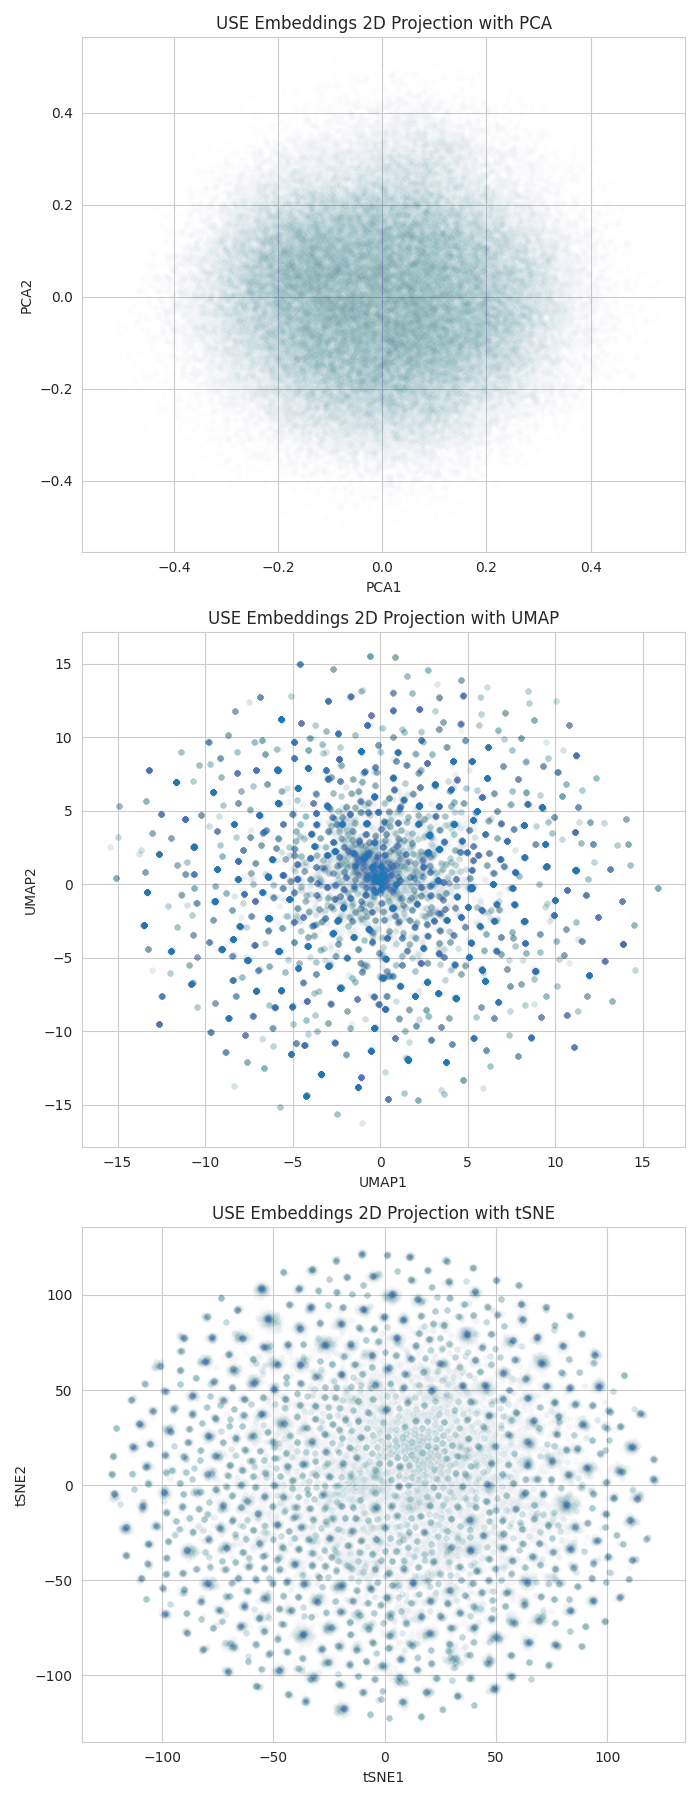 USE Embeddings 2D Projection with PCA
0.4
0.2
0.0
−0.2
−0.4
PCA2
−0.4 −0.2 0.0 0.2 0.4
PCA1
USE Embeddings 2D Projection with UMAP
15
10
5
0
−5
−10
−15
UMAP2
−15 −10 −5 0 5 10 15
UMAP1
USE Embeddings 2D Projection with tSNE
100
50
0
−50
−100
tSNE2
−100 −50 0 50 100
tSNE1